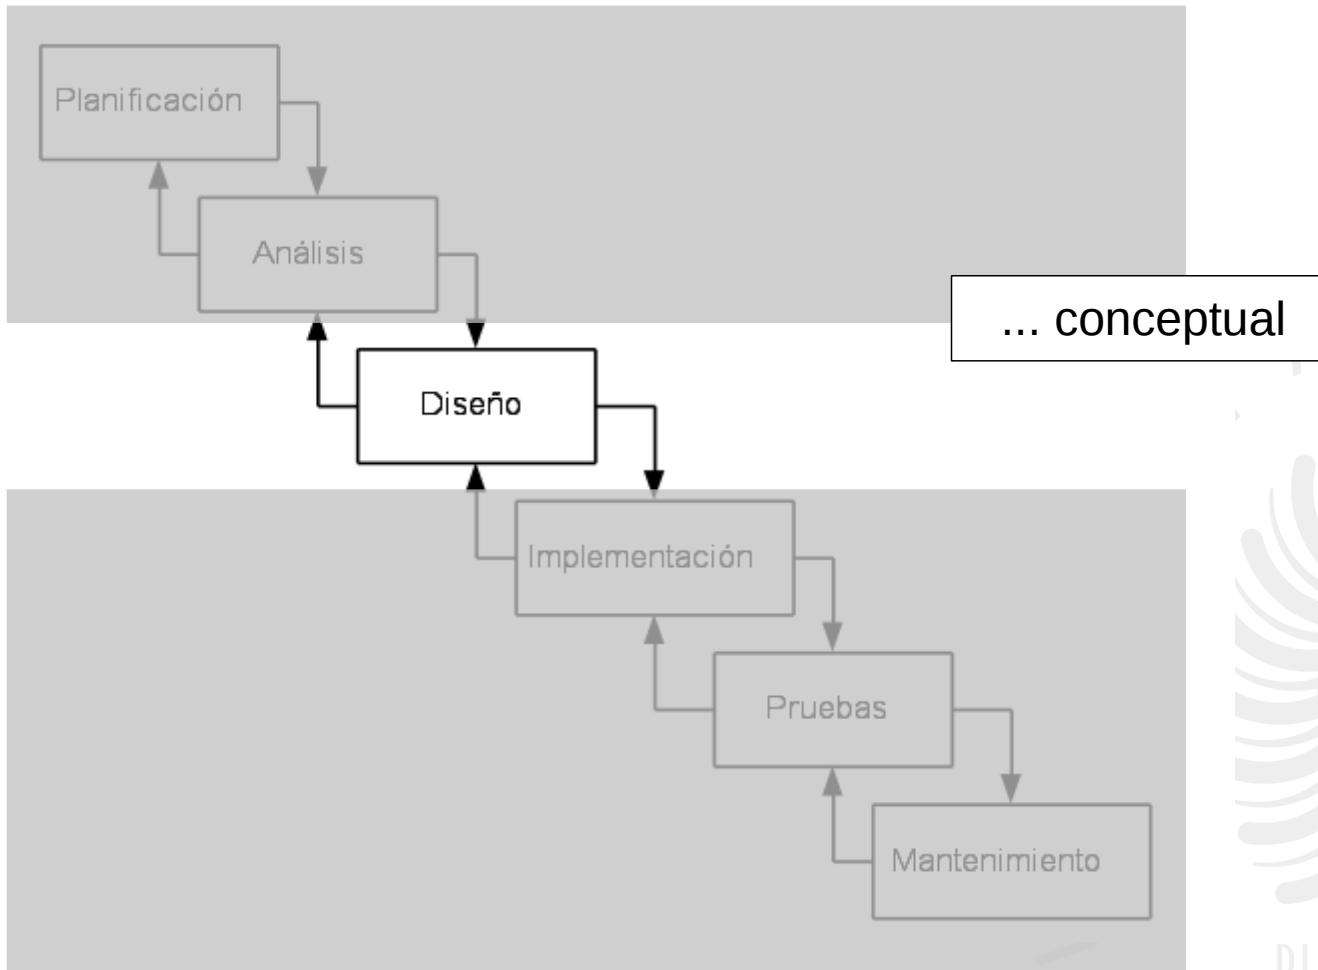 Planificación
Análisis
... conceptual
Diseño
Implementación
Pruebas
Mantenimiento